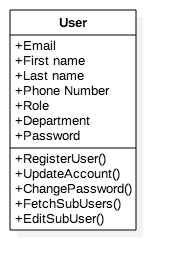 User
+Email
+First name
+Last name
+Phone Number
+Role
+Department
+Password
+RegisterUser()
+UpdateAccount()
+ChangePassword()
+FetchSubUsers()
+EditSubUser()